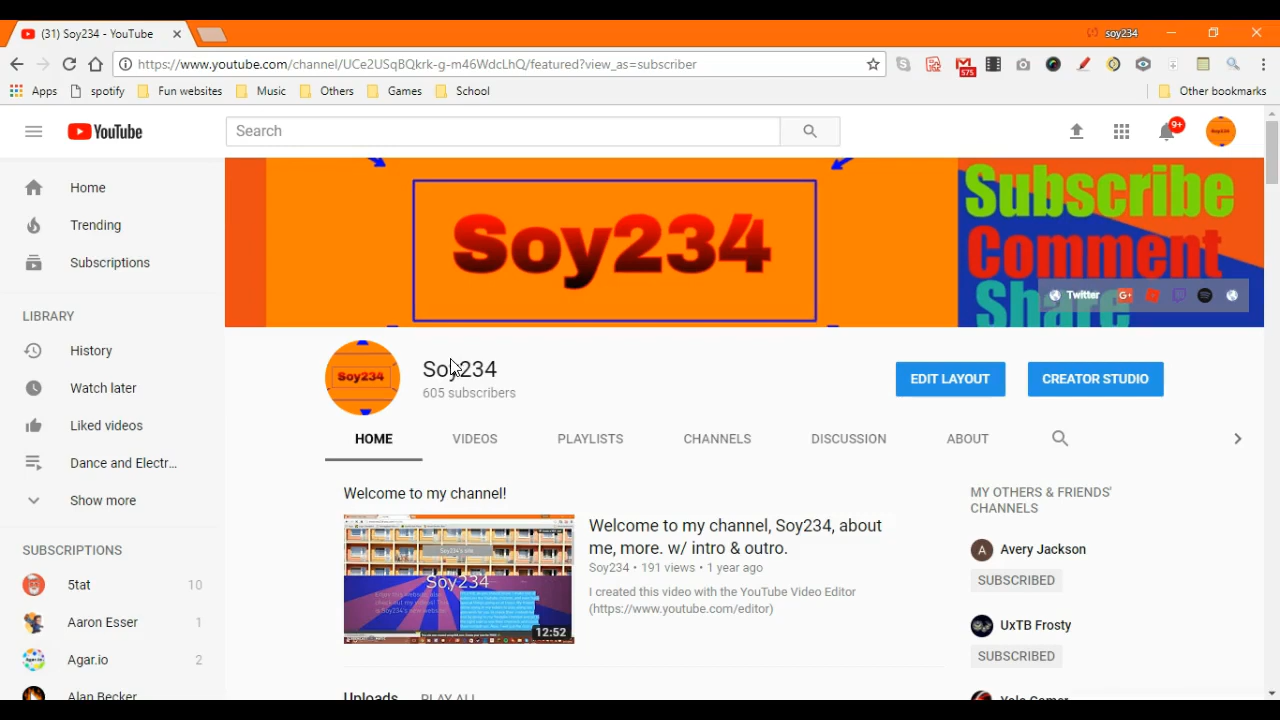 (31) Soy234 - YouTube
soy234
https://www.youtube.com/channel/UCe2USqBQkrk-g-m46WdcLhQ/featured?view_as=subscriber
575
Apps spotify Fun websites Music Others Games School Other bookmarks
YouTube
Search
9+
Soy234
Home
Trending
Subscriptions
LIBRARY
History
Watch later
Liked videos
Dance and Electr...
Show more
SUBSCRIPTIONS
5tat 10
Aaron Esser 1
Agar.io 2
Alan Becker
Soy234
Subscribe
Comment
Share
Twitter
G+
Soy234
Soy234
605 subscribers
EDIT LAYOUT
CREATOR STUDIO
HOME VIDEOS PLAYLISTS CHANNELS DISCUSSION ABOUT
Welcome to my channel!
Soy234's site
Soy234
12:52
Welcome to my channel, Soy234, about
me, more. w/ intro & outro.
Soy234 • 191 views • 1 year ago
I created this video with the YouTube Video Editor
(https://www.youtube.com/editor)
Uploads PLAY ALL
MY OTHERS & FRIENDS'
CHANNELS
A
Avery Jackson
SUBSCRIBED
UxTB Frosty
SUBSCRIBED